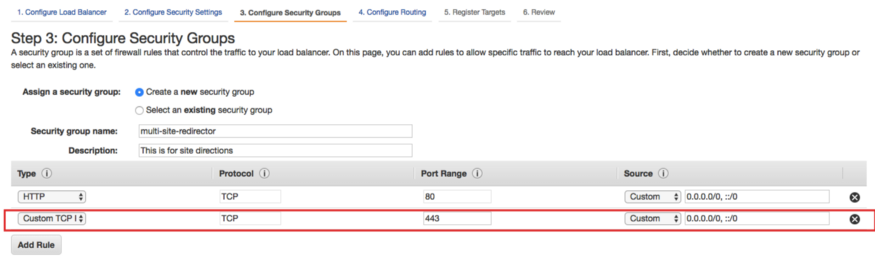 1. Configure Load Balancer 2. Configure Security Settings 3. Configure Security Groups 4. Configure Routing 5. Register Targets 6. Review
Step 3: Configure Security Groups
A security group is a set of firewall rules that control the traffic to your load balancer. On this page, you can add rules to allow specific traffic to reach your load balancer. First, decide whether to create a new security group or
select an existing one.
Assign a security group: Create a new security group
Select an existing security group
Security group name: multi-site-redirector
Description: This is for site directions
Type Protocol Port Range Source
HTTP TCP 80 Custom 0.0.0.0/0, ::/0
Custom TCP TCP 443 Custom 0.0.0.0/0, ::/0
Add Rule